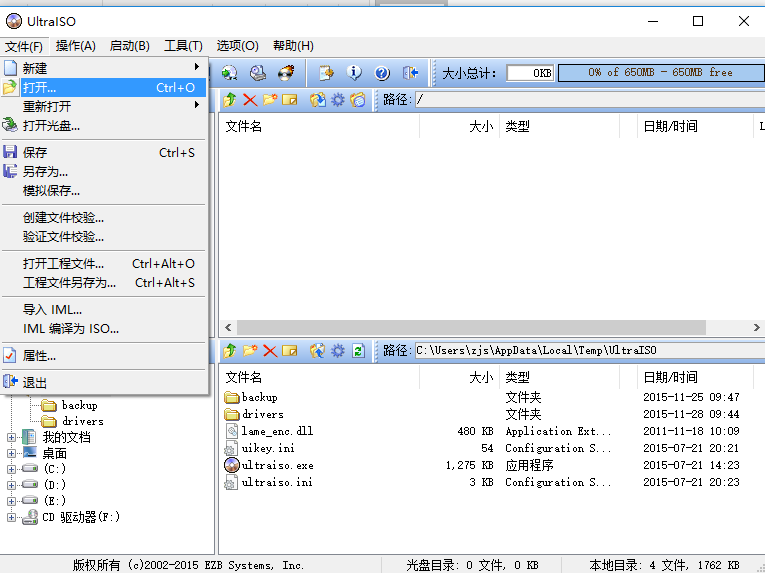 UltraISO
文件(F) 操作(A) 启动(B) 工具(T) 选项(O) 帮助(H)
新建
打开... Ctrl+O
重新打开
打开光盘...
保存 Ctrl+S
另存为...
模拟保存...
创建文件校验...
验证文件校验...
打开工程文件... Ctrl+Alt+O
工程文件另存为... Ctrl+Alt+S
导入 IML...
IML 编译为 ISO...
属性...
退出
大小总计: 0KB 0% of 650MB - 650MB free
路径: /
文件名 大小 类型 日期/时间 L
路径: C:\Users\zjs\AppData\Local\Temp\UltraISO
文件名 大小 类型 日期/时间
backup 文件夹 2015-11-25 09:47
drivers 文件夹 2015-11-28 09:44
lame_enc.dll 480 KB Application Ext... 2011-11-18 10:09
uikey.ini 54 Configuration S... 2015-07-21 20:21
ultraiso.exe 1,275 KB 应用程序 2015-07-21 14:23
ultraiso.ini 3 KB Configuration S... 2015-07-21 20:23
backup
drivers
我的文档
桌面
(C:)
(D:)
(E:)
CD 驱动器(F:)
版权所有 (c)2002-2015 EZB Systems, Inc. 光盘目录: 0 文件, 0 KB 本地目录: 4 文件, 1762 KB